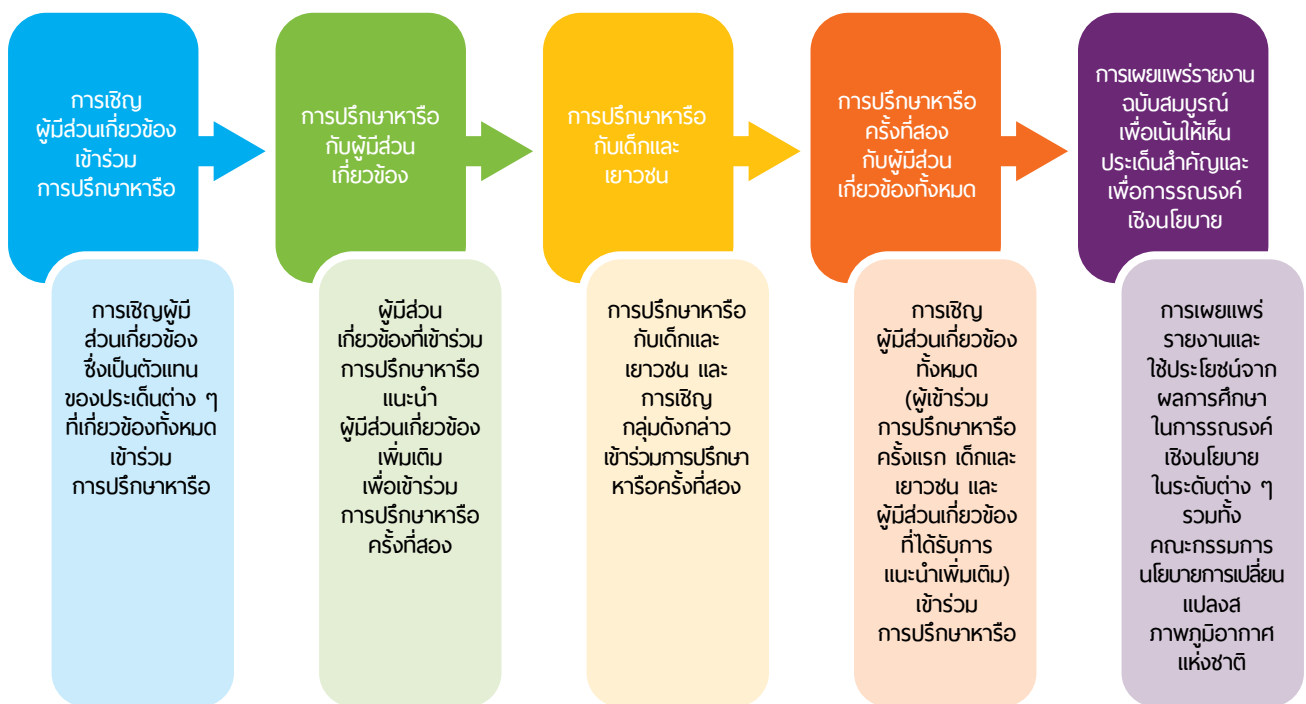 การเชิญ
ผู้มีส่วนเกี่ยวข้อง
เข้าร่วม
การปรึกษาหารือ
การเชิญผู้มี
ส่วนเกี่ยวข้อง
ซึ่งเป็นตัวแทน
ของประเด็นต่าง ๆ
ที่เกี่ยวข้องทั้งหมด
เข้าร่วม
การปรึกษาหารือ
การปรึกษาหารือ
กับผู้มีส่วน
เกี่ยวข้อง
ผู้มีส่วน
เกี่ยวข้องที่เข้าร่วม
การปรึกษาหารือ
แนะนำ
ผู้มีส่วนเกี่ยวข้อง
เพิ่มเติม
เพื่อเข้าร่วม
การปรึกษาหารือ
ครั้งที่สอง
การปรึกษาหารือ
กับเด็กและ
เยาวชน
การปรึกษาหารือ
กับเด็กและ
เยาวชน และ
การเชิญ
กลุ่มดังกล่าว
เข้าร่วมการปรึกษา
หารือครั้งที่สอง
การปรึกษาหารือ
ครั้งที่สอง
กับผู้มีส่วน
เกี่ยวข้องทั้งหมด
การเชิญ
ผู้มีส่วนเกี่ยวข้อง
ทั้งหมด
(ผู้เข้าร่วม
การปรึกษาหารือ
ครั้งแรก เด็กและ
เยาวชน และ
ผู้มีส่วนเกี่ยวข้อง
ที่ได้รับการ
แนะนำเพิ่มเติม)
เข้าร่วม
การปรึกษาหารือ
การเผยแพร่รายงาน
ฉบับสมบูรณ์
เพื่อเน้นให้เห็น
ประเด็นสำคัญและ
เพื่อการรณรงค์
เชิงนโยบาย
การเผยแพร่
รายงานและ
ใช้ประโยชน์จาก
ผลการศึกษา
ในการรณรงค์
เชิงนโยบาย
ในระดับต่าง ๆ
รวมทั้ง
คณะกรรมการ
นโยบายการเปลี่ยน
แปลงส
ภาพภูมิอากาศ
แห่งชาติ